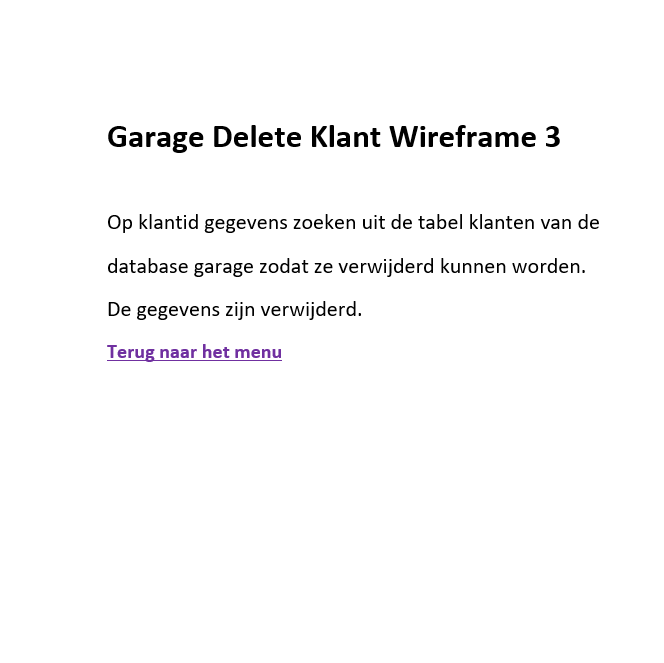 Garage Delete Klant Wireframe 3
Op klantid gegevens zoeken uit de tabel klanten van de
database garage zodat ze verwijderd kunnen worden.
De gegevens zijn verwijderd.
Terug naar het menu